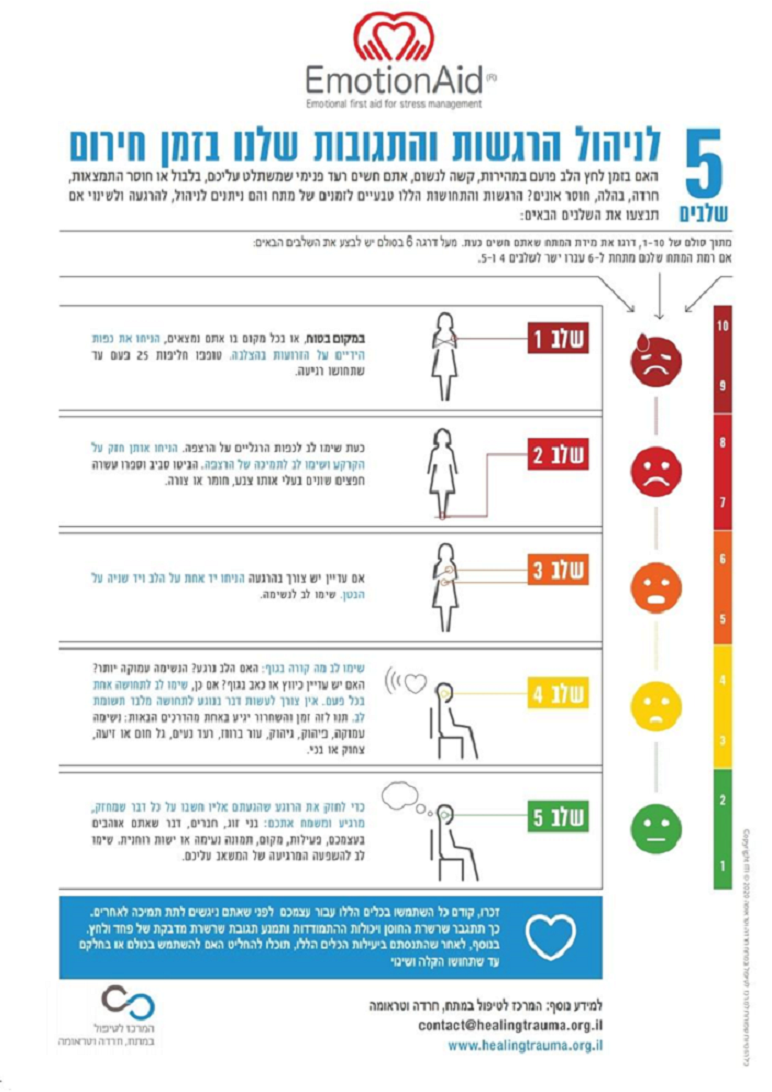 EmotionAid(R)
Emotional first aid for stress management
5 שלבים
לניהול הרגשות והתגובות שלנו בזמן חירום
האם בזמן לחץ הלב פועם במהירות, קשה לנשום, אתם חשים רעד פנימי שמשתלט עליכם, בלבול או חוסר התמצאות,
חרדה, בהלה, חוסר אונים? הרגשות והתחושות הללו טבעיים לזמנים של מתח והם ניתנים לניהול, להרגעה ולשינוי אם
תבצעו את השלבים הבאים:
מתוך סולם של 1-10, דרגו את מידת המתח שאתם חשים כעת. מעל דרגה 6 בסולם יש לבצע את השלבים הבאים:
אם רמת המתח שלכם מתחת ל-6 עברו ישר לשלבים 4 ו-5.
10
9
8
7
6
5
4
3
2
1
שלב 1
במקום בטוח, או בכל מקום בו אתם נמצאים, הניחו את כפות
הידיים על הזרועות בהצלבה. טופפו חליפות 25 פעם עד
שתחושו רגיעה.
שלב 2
כעת שימו לב לכפות הרגליים על הרצפה. הניחו אותן חזק על
הקרקע ושימו לב לתמיכה של הרצפה. הביטו סביב וספרו עשרה
חפצים שונים בעלי אותו צבע, חומר או צורה.
שלב 3
אם עדיין יש צורך בהרגעה הניחו יד אחת על הלב ויד שניה על
הבטן. שימו לב לנשימה.
שלב 4
שימו לב מה קורה בגוף: האם הלב נרגע? הנשימה עמוקה יותר?
האם יש עדיין כיווץ או כאב בגוף? אם כן, שימו לב לתחושה אחת
בכל פעם. אין צורך לעשות דבר בנוגע לתחושה מלבד תשומת
לב. תנו לזה זמן והשחרור יגיע באחת מהדרכים הבאות: נשימה
עמוקה, פיהוק, גיהוק, עור ברווז, רעד נעים, גל חום או זיעה,
צחוק או בכי.
שלב 5
כדי לחזק את הרוגע שהגעתם אליו חשבו על כל דבר שמחזק,
מרגיע ומשמח אתכם: בני זוג, חברים, דבר שאתם אוהבים
בעצמכם, פעילות, מקום, תמונה נעימה או ישות רוחנית. שימו
לב להשפעה המרגיעה של המשאב עליכם.
זכרו, קודם כל השתמשו בכלים הללו עבור עצמכם לפני שאתם ניגשים לתת תמיכה לאחרים.
כך תתגבר שרשרת החוסן ויכולות ההתמודדות ותמנע תגובת שרשרת מדבקת של פחד ולחץ.
בנוסף, לאחר שהתנסתם ביעילות הכלים הללו, תוכלו להחליט האם להשתמש בכולם או בחלקם
עד שתחושו הקלה ושינוי
למידע נוסף: המרכז לטיפול במתח, חרדה וטראומה
contact@healingtrauma.org.il
www.healingtrauma.org.il
המרכז לטיפול
במתח, חרדה וטראומה